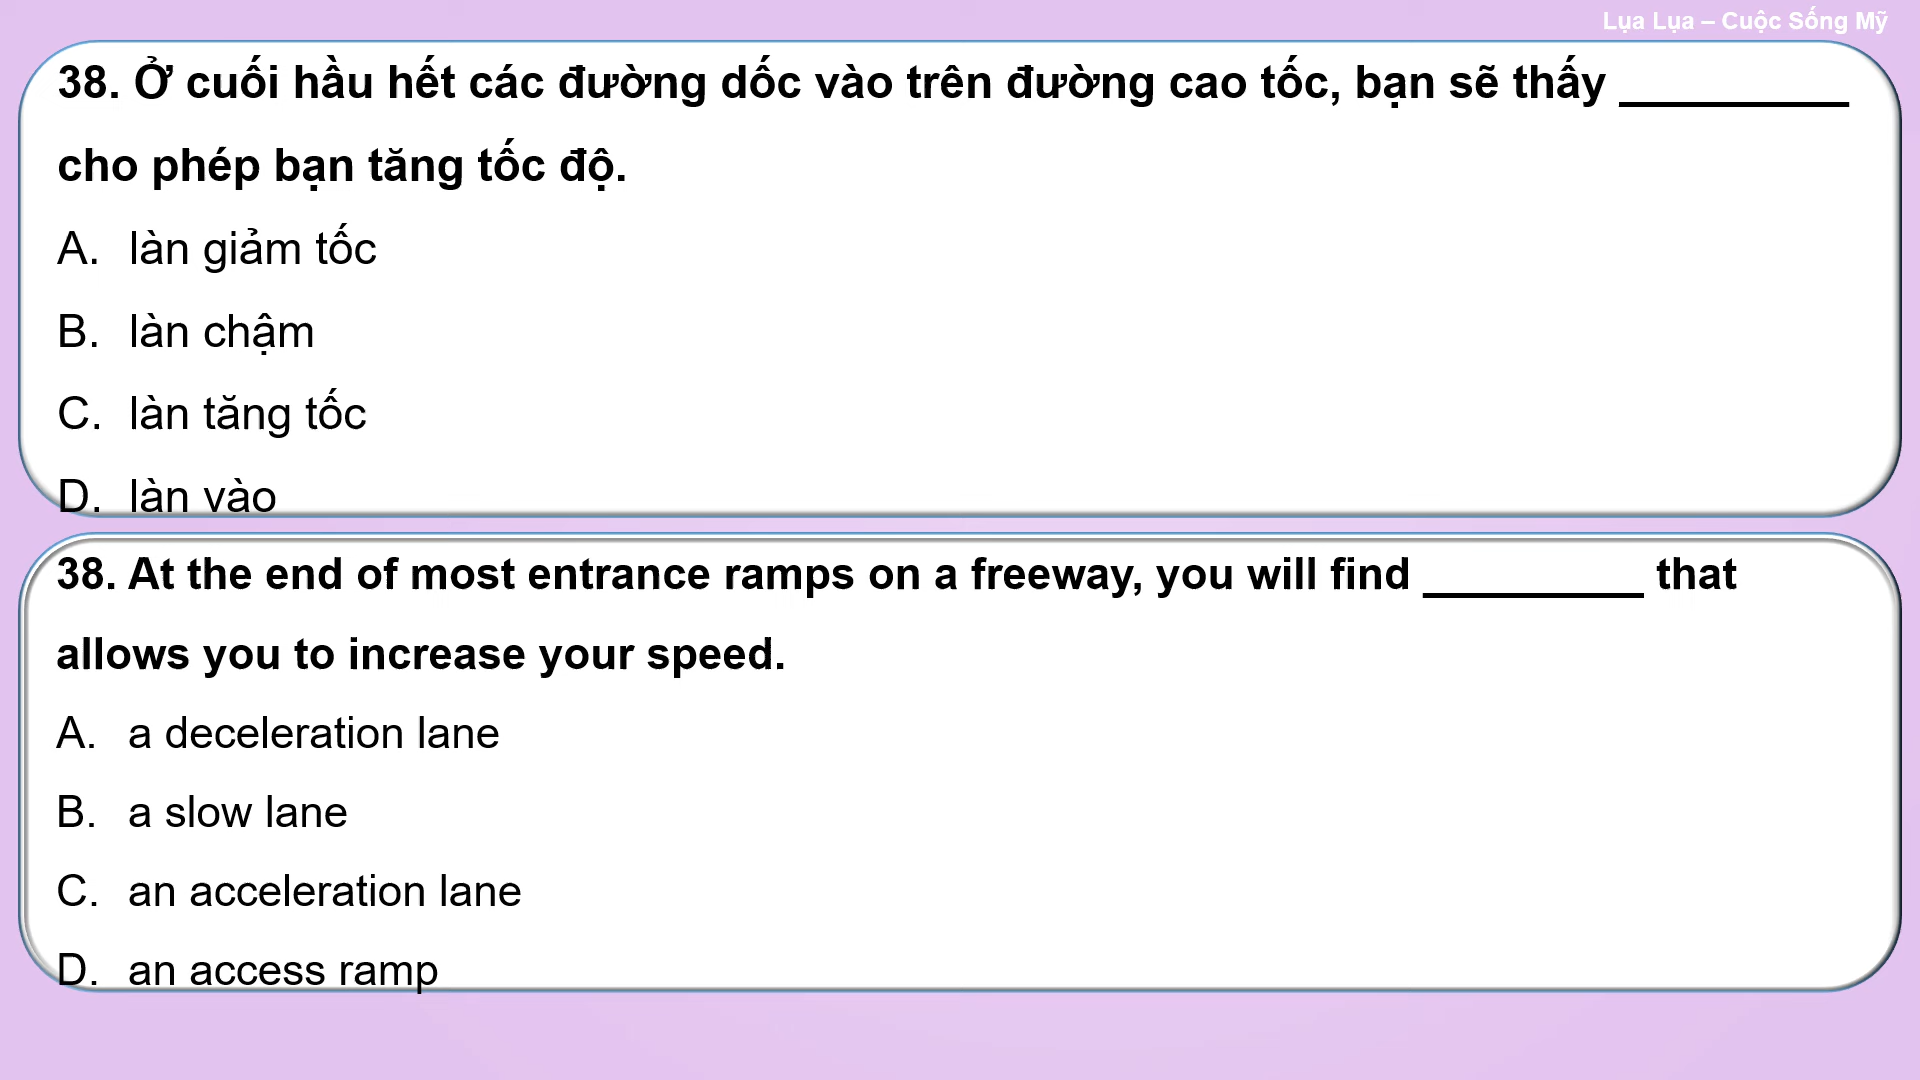 Lụa Lụa – Cuộc Sống Mỹ
38. Ở cuối hầu hết các đường dốc vào trên đường cao tốc, bạn sẽ thấy __________
cho phép bạn tăng tốc độ.
A. làn giảm tốc
B. làn chậm
C. làn tăng tốc
D. làn vào
38. At the end of most entrance ramps on a freeway, you will find __________ that
allows you to increase your speed.
A. a deceleration lane
B. a slow lane
C. an acceleration lane
D. an access ramp